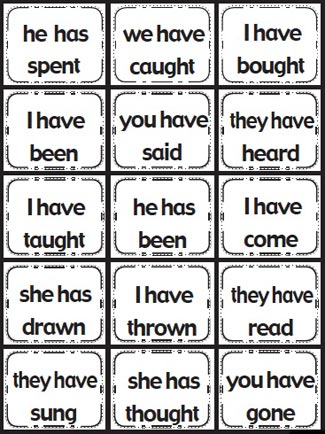 he has
spent
we have
caught
I have
bought
I have
been
you have
said
they have
heard
I have
taught
he has
been
I have
come
she has
drawn
I have
thrown
they have
read
they have
sung
she has
thought
you have
gone